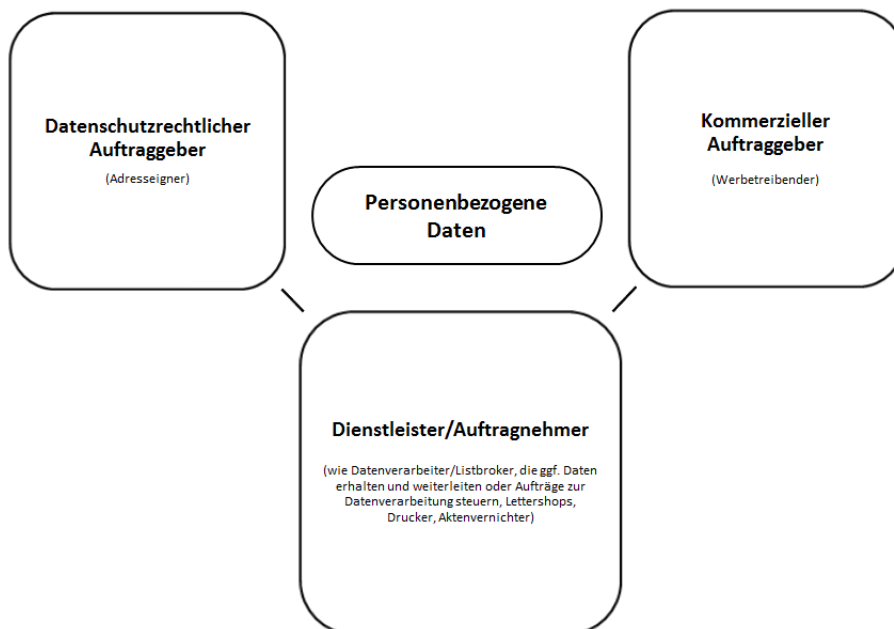 Datenschutzrechtlicher
Auftraggeber
(Adresseigner)
Kommerzieller
Auftraggeber
(Werbetreibender)
Personenbezogene
Daten
Dienstleister/Auftragnehmer
(wie Datenverarbeiter/Listbroker, die ggf. Daten
erhalten und weiterleiten oder Aufträge zur
Datenverarbeitung steuern, Lettershops,
Drucker, Aktenvernichter)